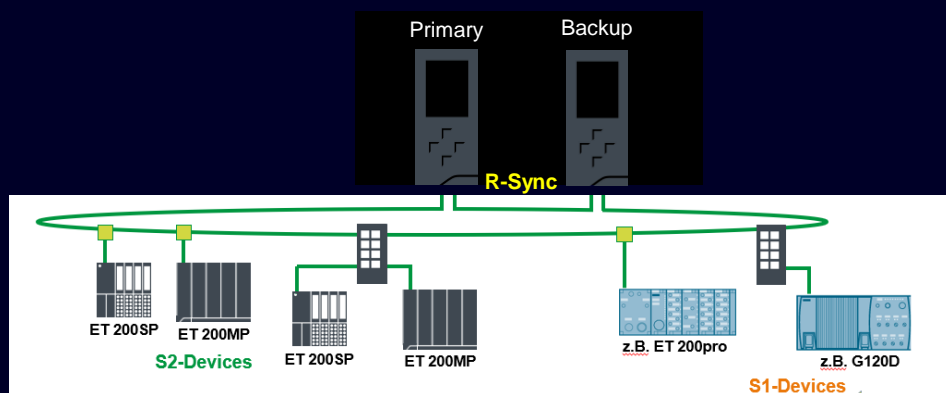 Primary
Backup
R-Sync
ET 200SP
ET 200MP
S2-Devices
ET 200SP
ET 200MP
z.B. ET 200pro
z.B. G120D
S1-Devices